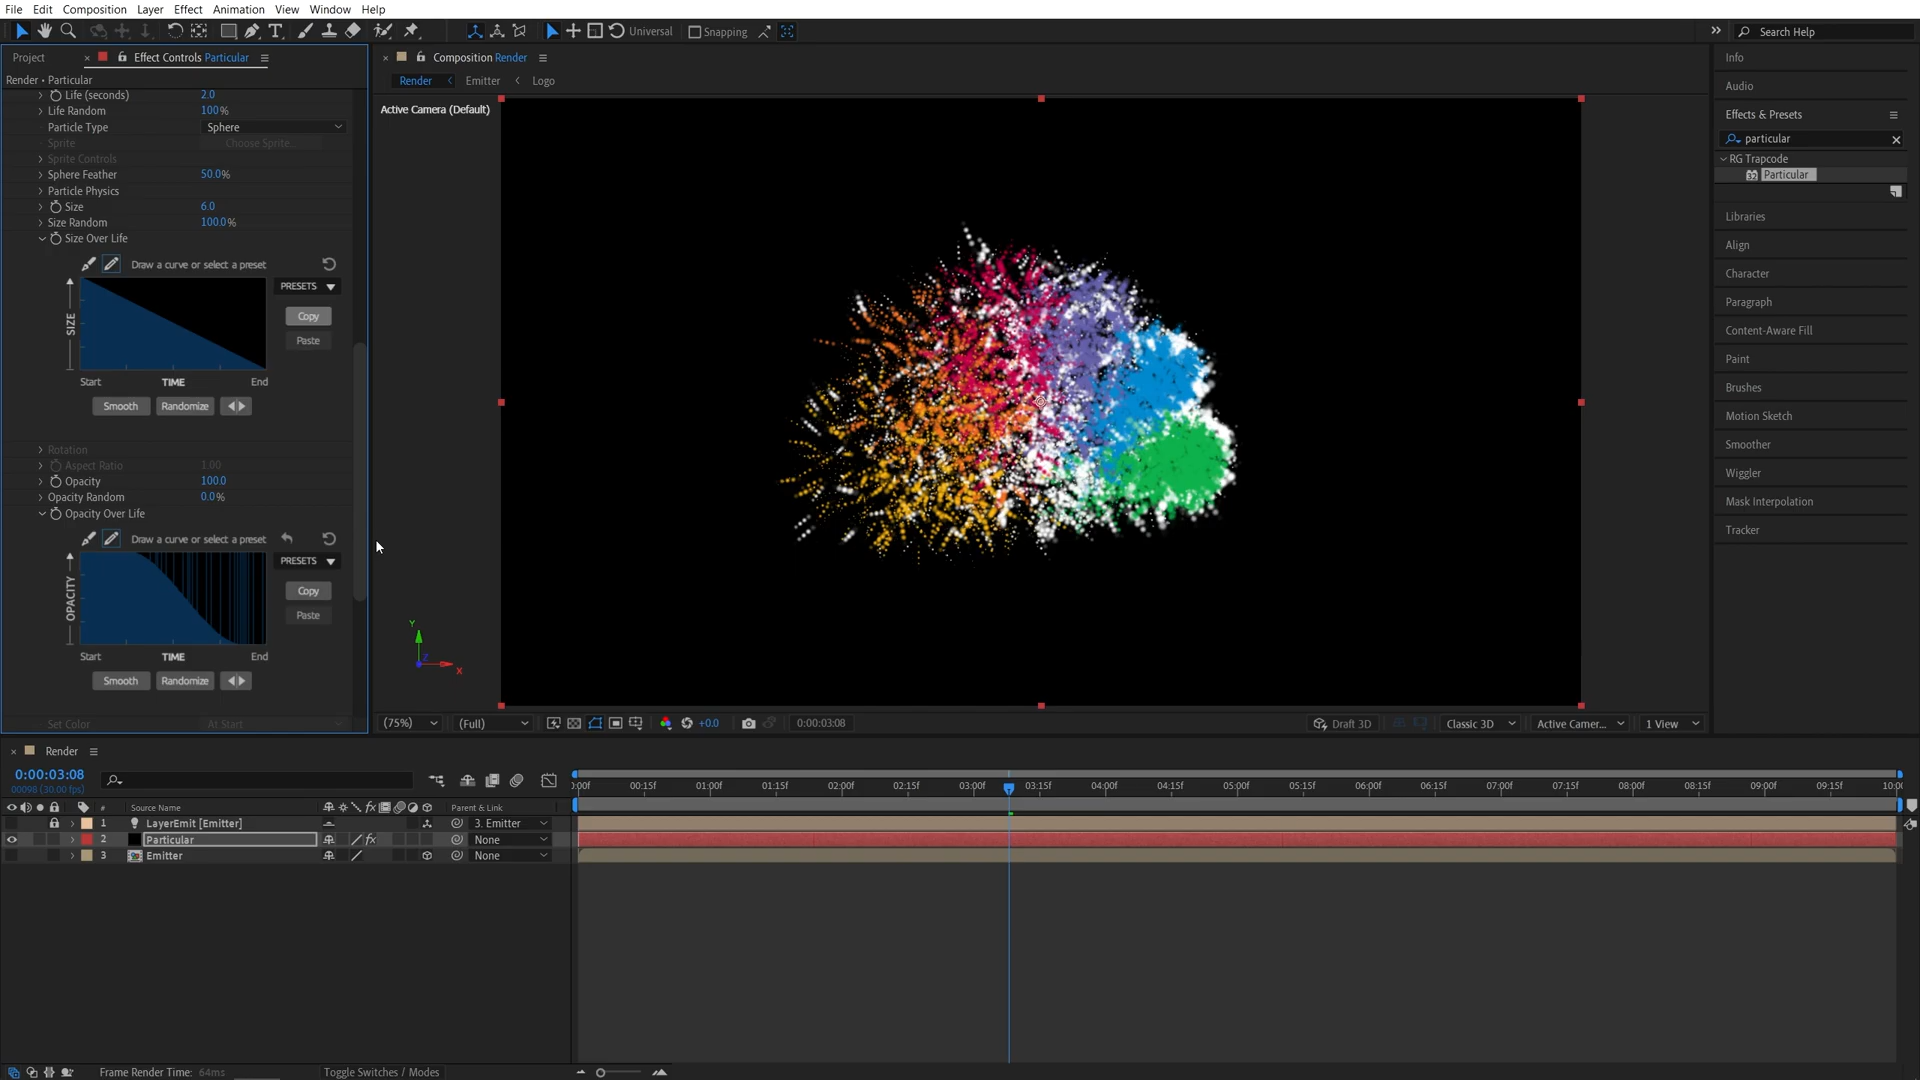 File Edit Composition Layer Effect Animation View Window Help
Universal Snapping Search Help
Project Effect Controls Particular
Render • Particular
Life (seconds) 2.0
Life Random 100%
Particle Type Sphere
Sprite Choose Sprite...
Sprite Controls
Sphere Feather 50.0%
Particle Physics
Size 6.0
Size Random 100.0%
Size Over Life
Draw a curve or select a preset
PRESETS
Copy
Paste
SIZE
Start TIME End
Smooth Randomize
Rotation
Aspect Ratio 1.00
Opacity 100.0
Opacity Random 0.0%
Opacity Over Life
Draw a curve or select a preset
PRESETS
Copy
Paste
OPACITY
Start TIME End
Smooth Randomize
Set Color At Start
Composition Render
Render Emitter Logo
Active Camera (Default)
Y
Z
X
(75%) (Full) +0.0 0:00:03:08 Draft 3D Classic 3D Active Camer... 1 View
Info
Audio
Effects & Presets
particular
RG Trapcode
32 Particular
Libraries
Align
Character
Paragraph
Content-Aware Fill
Paint
Brushes
Motion Sketch
Smoother
Wiggler
Mask Interpolation
Tracker
Render
0:00:03:08
00098 (30.00 fps)
:00f 00:15f 01:00f 01:15f 02:00f 02:15f 03:00f 03:15f 04:00f 04:15f 05:00f 05:15f 06:00f 06:15f 07:00f 07:15f 08:00f 08:15f 09:00f 09:15f 10:0
# Source Name fx Parent & Link
1 LayerEmit [Emitter] 3. Emitter
2 Particular fx None
3 Emitter None
Frame Render Time: 64ms Toggle Switches / Modes